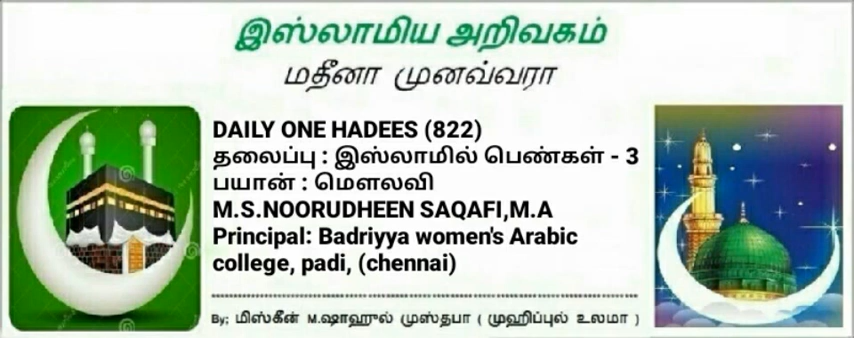 இஸ்லாமிய அறிவகம்
மதீனா முனவ்வரா
DAILY ONE HADEES (822)
தலைப்பு : இஸ்லாமில் பெண்கள் - 3
பயான் : மௌலவி
M.S.NOORUDHEEN SAQAFI,M.A
Principal: Badriyya women's Arabic
college, padi, (chennai)
By; மிஸ்கீன் M.ஷாஹுல் முஸ்தபா ( முஹிப்புல் உலமா )